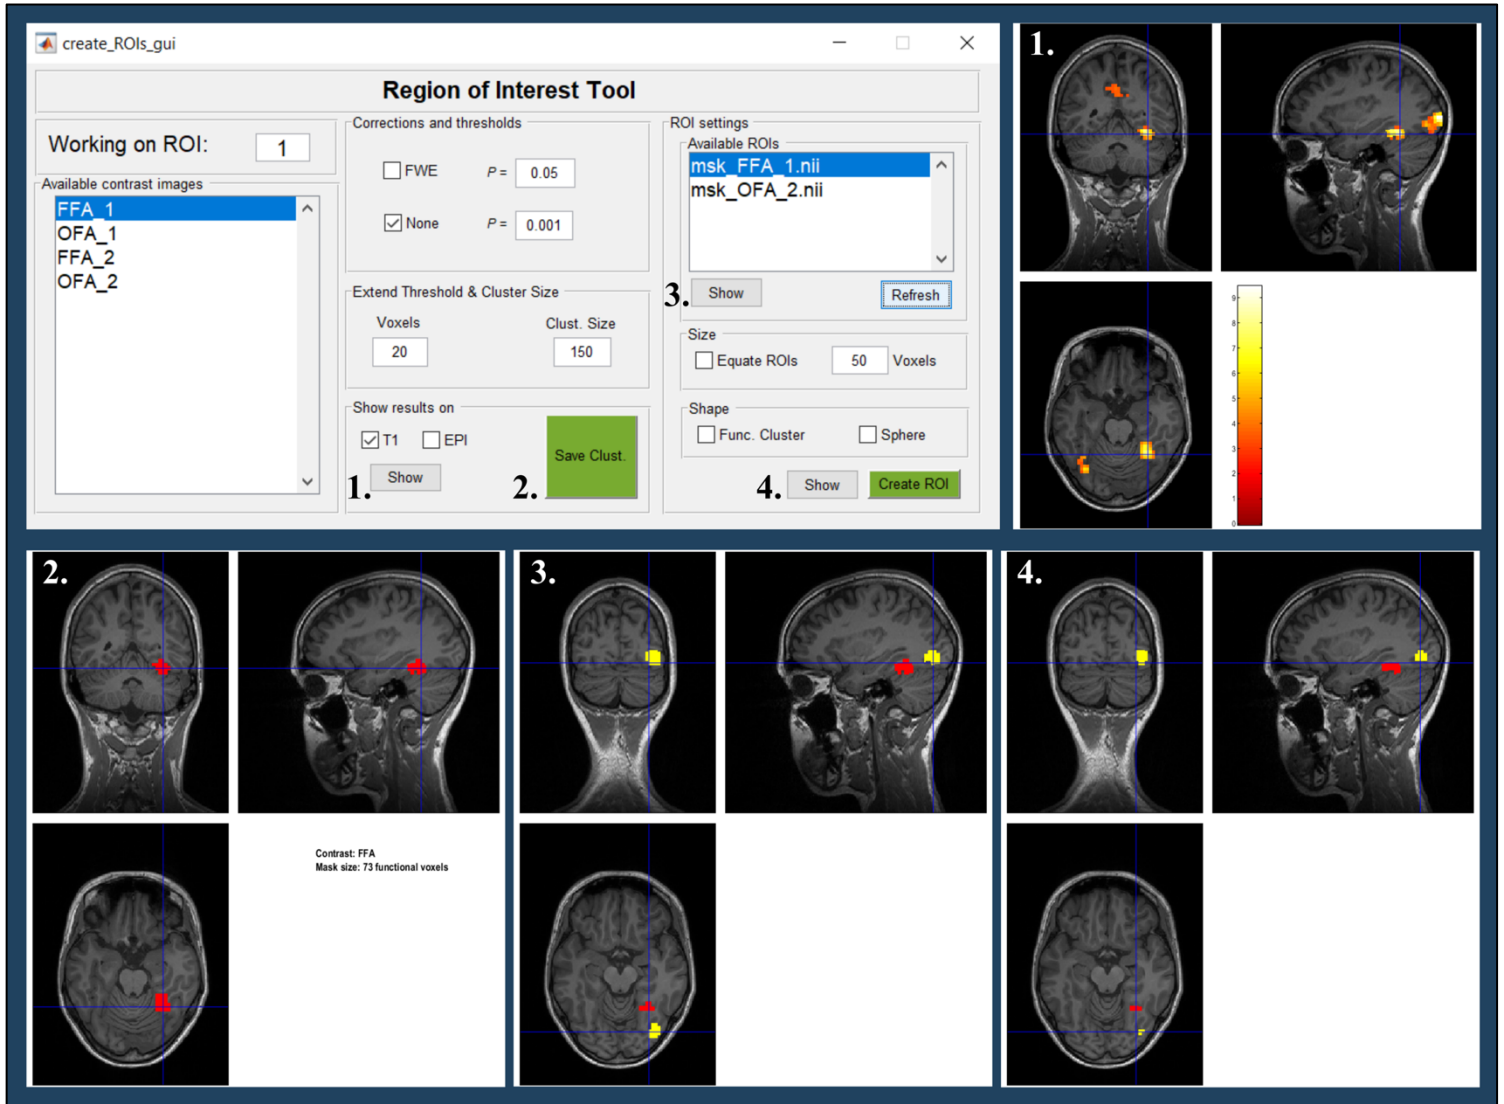 create_ROIs_gui
Region of Interest Tool
Working on ROI: 1
Available contrast images
FFA_1
OFA_1
FFA_2
OFA_2
Corrections and thresholds
FWE P = 0.05
None P = 0.001
Extend Threshold & Cluster Size
Voxels Clust. Size
20 150
Show results on
T1 EPI
1. Show
2. Save Clust.
ROI settings
Available ROIs
msk_FFA_1.nii
msk_OFA_2.nii
3. Show Refresh
Size
Equate ROIs 50 Voxels
Shape
Func. Cluster Sphere
4. Show Create ROI
1.
9
8
7
6
5
4
3
2
1
0
2.
Contrast: FFA
Mask size: 73 functional voxels
3.
4.